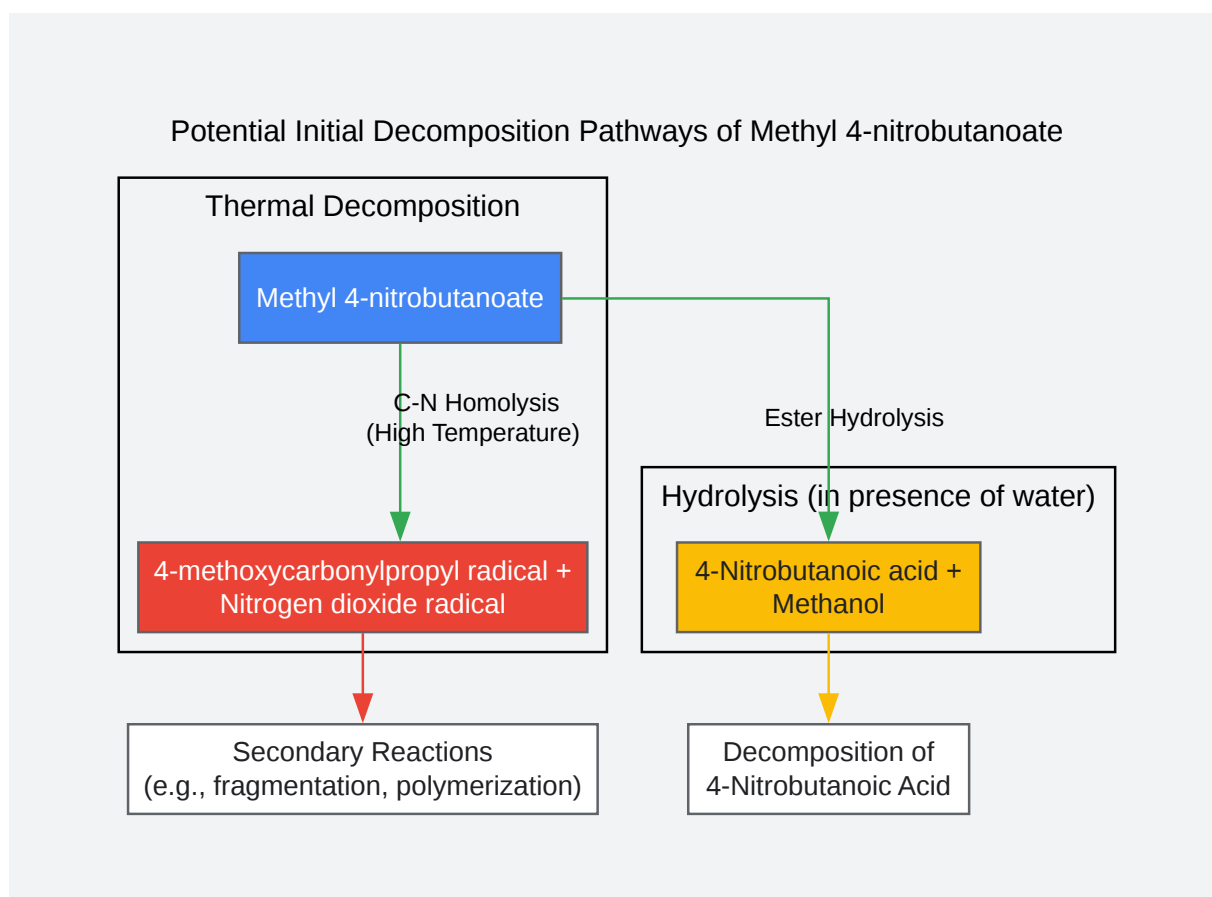 Potential Initial Decomposition Pathways of Methyl 4-nitrobutanoate
Thermal Decomposition
Methyl 4-nitrobutanoate
C-N Homolysis
(High Temperature)
Ester Hydrolysis
Hydrolysis (in presence of water)
4-methoxycarbonylpropyl radical +
Nitrogen dioxide radical
4-Nitrobutanoic acid +
Methanol
Secondary Reactions
(e.g., fragmentation, polymerization)
Decomposition of
4-Nitrobutanoic Acid